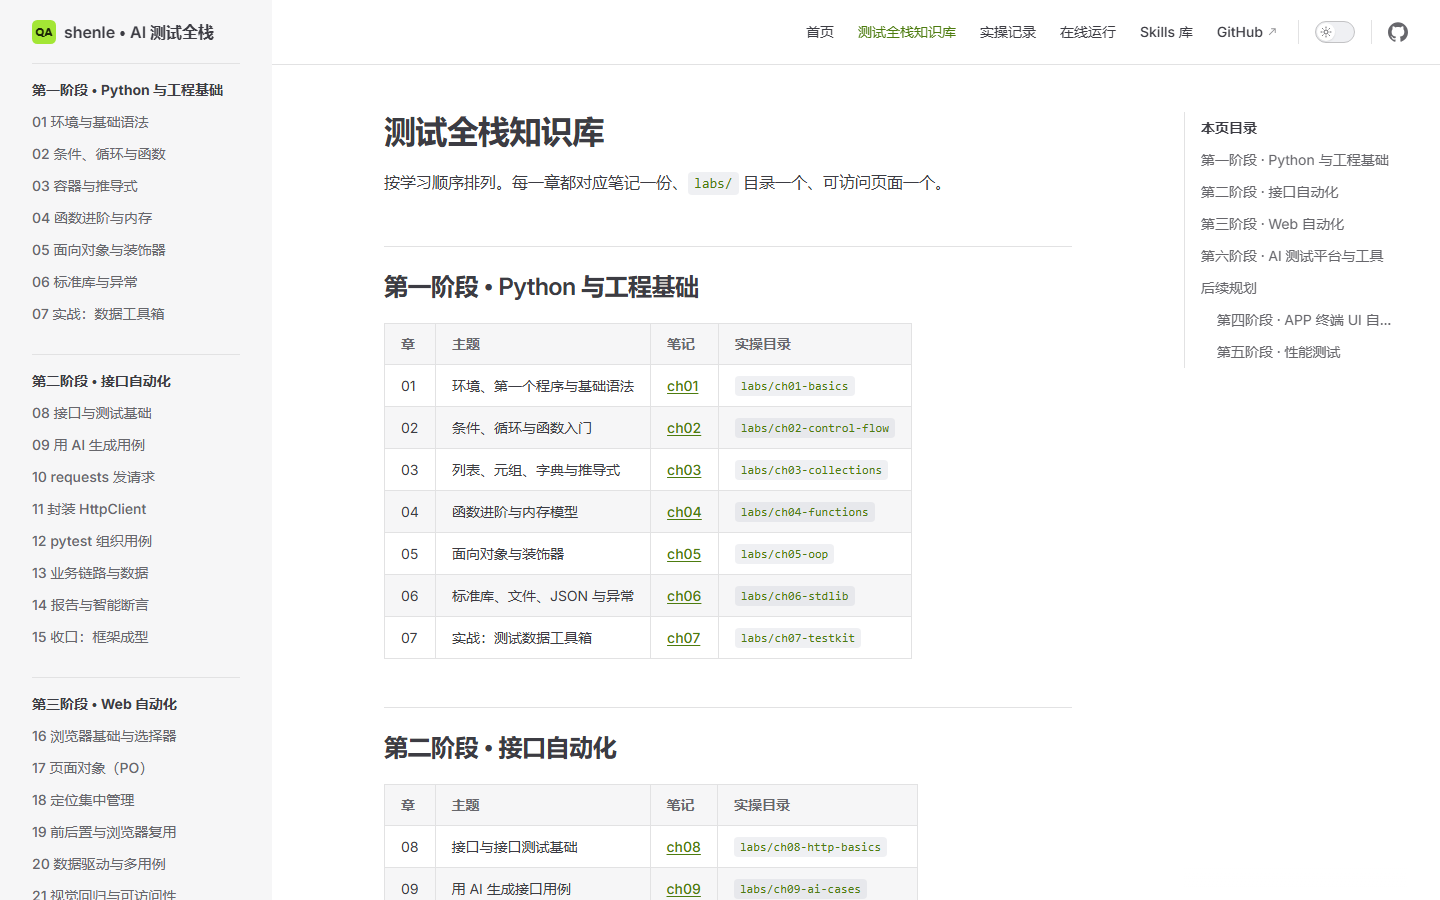 QA shenle • AI 测试全栈
首页 测试全栈知识库 实操记录 在线运行 Skills 库 GitHub
第一阶段 • Python 与工程基础
01 环境与基础语法
02 条件、循环与函数
03 容器与推导式
04 函数进阶与内存
05 面向对象与装饰器
06 标准库与异常
07 实战：数据工具箱
第二阶段 • 接口自动化
08 接口与测试基础
09 用 AI 生成用例
10 requests 发请求
11 封装 HttpClient
12 pytest 组织用例
13 业务链路与数据
14 报告与智能断言
15 收口：框架成型
第三阶段 • Web 自动化
16 浏览器基础与选择器
17 页面对象（PO）
18 定位集中管理
19 前后置与浏览器复用
20 数据驱动与多用例
21 视觉回归与可访问性
测试全栈知识库
按学习顺序排列。每一章都对应笔记一份、labs/ 目录一个、可访问页面一个。
第一阶段 • Python 与工程基础
章 主题 笔记 实操目录
01 环境、第一个程序与基础语法 ch01 labs/ch01-basics
02 条件、循环与函数入门 ch02 labs/ch02-control-flow
03 列表、元组、字典与推导式 ch03 labs/ch03-collections
04 函数进阶与内存模型 ch04 labs/ch04-functions
05 面向对象与装饰器 ch05 labs/ch05-oop
06 标准库、文件、JSON 与异常 ch06 labs/ch06-stdlib
07 实战：测试数据工具箱 ch07 labs/ch07-testkit
第二阶段 • 接口自动化
章 主题 笔记 实操目录
08 接口与接口测试基础 ch08 labs/ch08-http-basics
09 用 AI 生成接口用例 ch09 labs/ch09-ai-cases
本页目录
第一阶段 · Python 与工程基础
第二阶段 · 接口自动化
第三阶段 · Web 自动化
第六阶段 · AI 测试平台与工具
后续规划
第四阶段 · APP 终端 UI 自...
第五阶段 · 性能测试